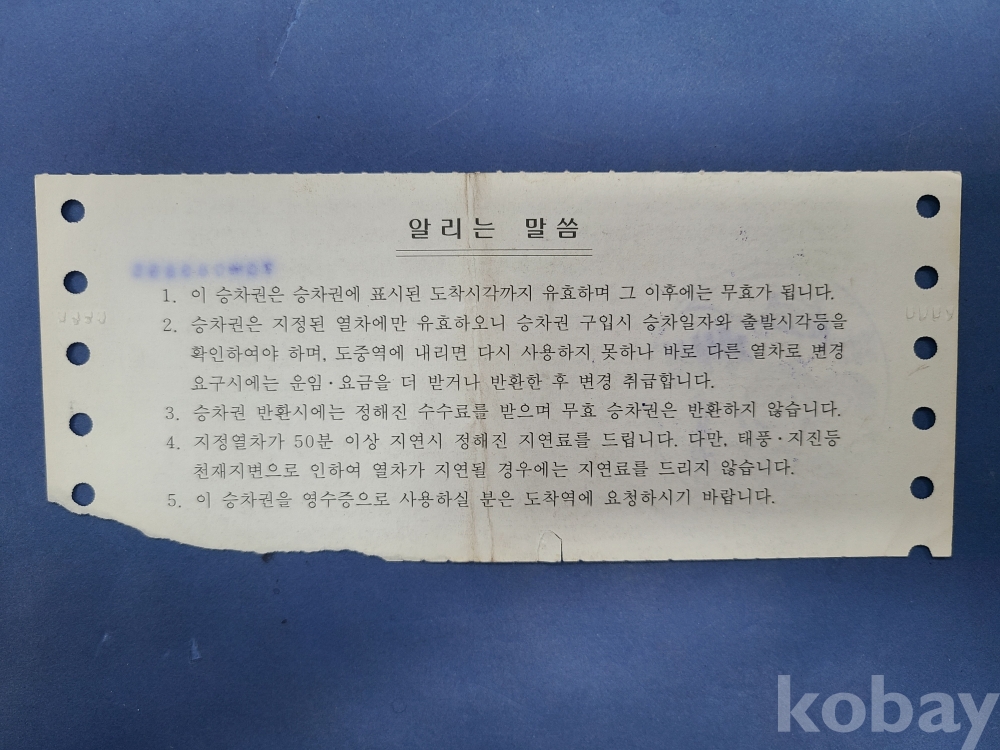 알리는 말씀
1. 이 승차권은 승차권에 표시된 도착시각까지 유효하며 그 이후에는 무효가 됩니다.
2. 승차권은 지정된 열차에만 유효하오니 승차권 구입시 승차일자와 출발시각등을
확인하여야 하며, 도중역에 내리면 다시 사용하지 못하나 바로 다른 열차로 변경
요구시에는 운임·요금을 더 받거나 반환한 후 변경 취급합니다.
3. 승차권 반환시에는 정해진 수수료를 받으며 무효 승차권은 반환하지 않습니다.
4. 지정열차가 50분 이상 지연시 정해진 지연료를 드립니다. 다만, 태풍·지진등
천재지변으로 인하여 열차가 지연될 경우에는 지연료를 드리지 않습니다.
5. 이 승차권을 영수증으로 사용하실 분은 도착역에 요청하시기 바랍니다.
kobay